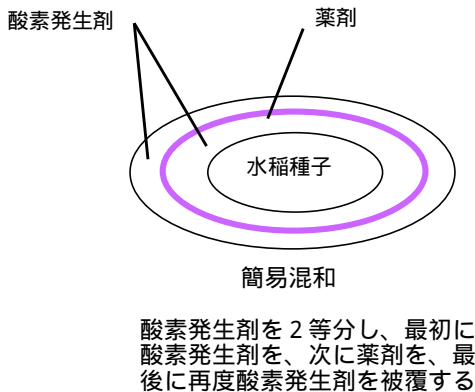 酸素発生剤
薬剤
水稲種子
簡易混和
酸素発生剤を２等分し、最初に
酸素発生剤を、次に薬剤を、最
後に再度酸素発生剤を被覆する